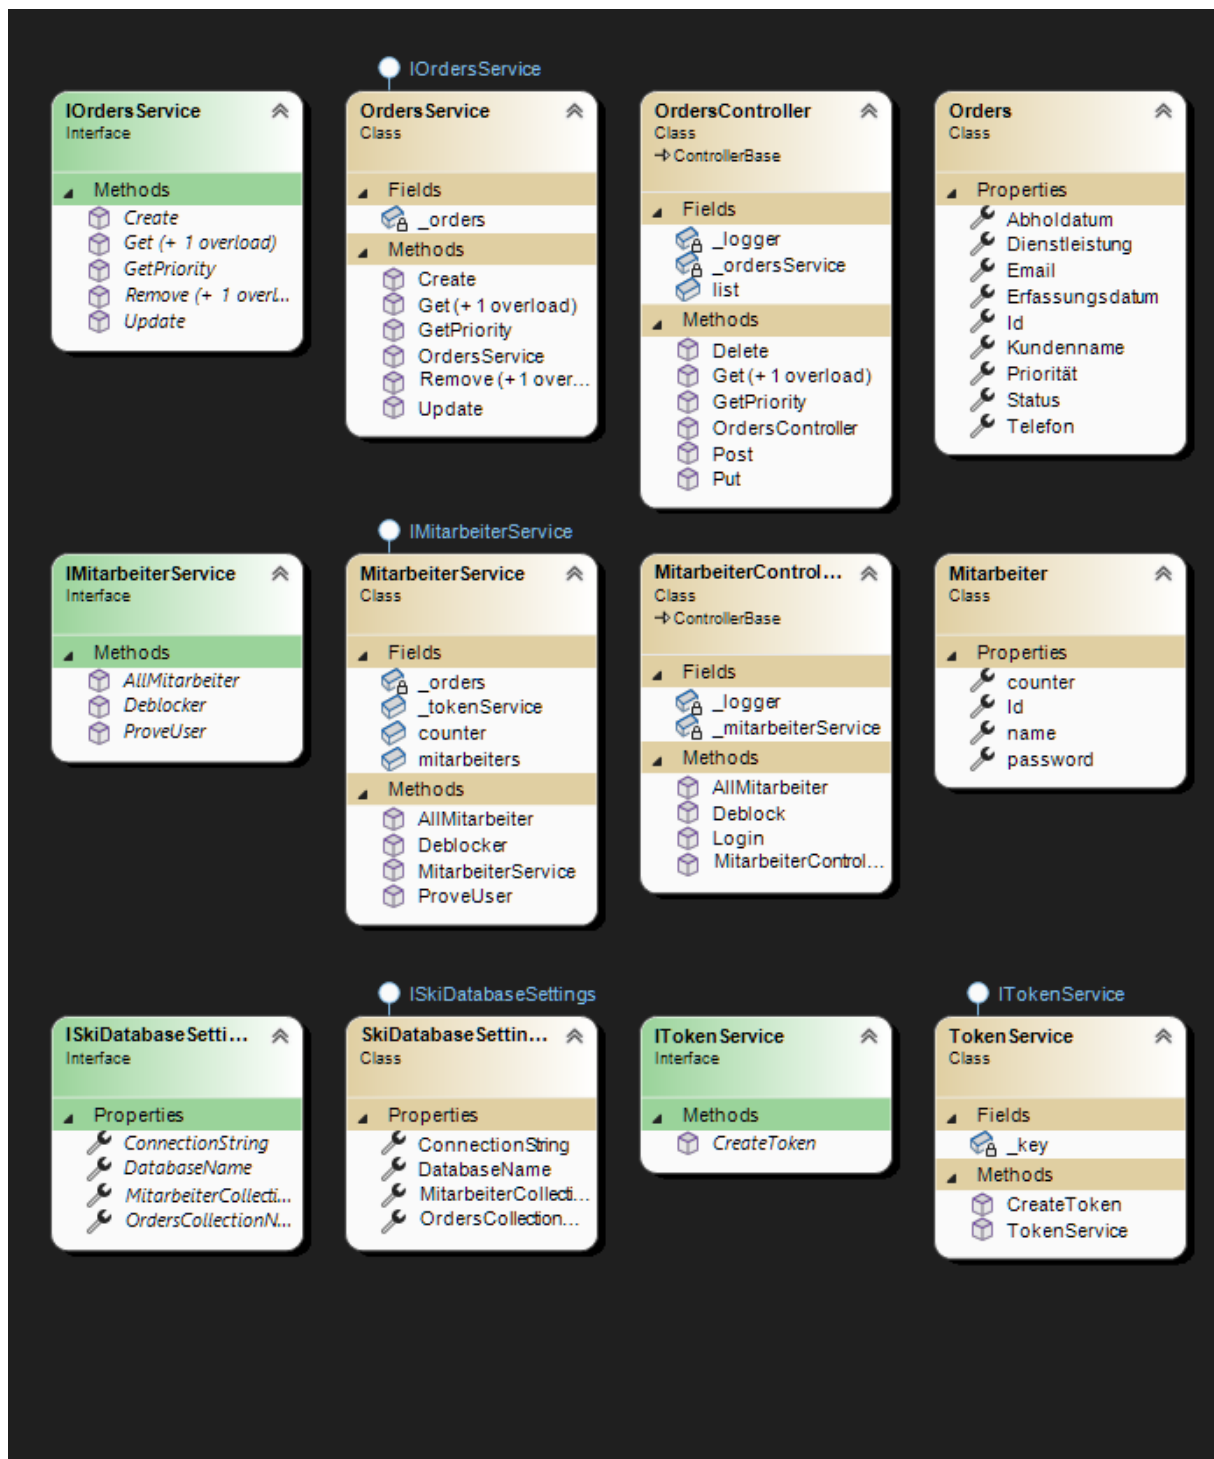 IOrdersService
IOrdersService
Interface
Methods
Create
Get (+ 1 overload)
GetPriority
Remove (+ 1 overl...
Update
OrdersService
Class
Fields
_orders
Methods
Create
Get (+ 1 overload)
GetPriority
OrdersService
Remove (+ 1 over...
Update
OrdersController
Class
ControllerBase
Fields
_logger
_ordersService
list
Methods
Delete
Get (+ 1 overload)
GetPriority
OrdersController
Post
Put
Orders
Class
Properties
Abholdatum
Dienstleistung
Email
Erfassungsdatum
Id
Kundenname
Priorität
Status
Telefon
IMitarbeiterService
IMitarbeiterService
Interface
Methods
AllMitarbeiter
Deblocker
ProveUser
MitarbeiterService
Class
Fields
_orders
_tokenService
counter
mitarbeiters
Methods
AllMitarbeiter
Deblocker
MitarbeiterService
ProveUser
MitarbeiterControl...
Class
ControllerBase
Fields
_logger
_mitarbeiterService
Methods
AllMitarbeiter
Deblock
Login
MitarbeiterControl...
Mitarbeiter
Class
Properties
counter
Id
name
password
ISkiDatabaseSettings
ITokenService
ISkiDatabaseSetti...
Interface
Properties
ConnectionString
DatabaseName
MitarbeiterCollecti...
OrdersCollectionN...
SkiDatabaseSettin...
Class
Properties
ConnectionString
DatabaseName
MitarbeiterCollecti...
OrdersCollection...
ITokenService
Interface
Methods
CreateToken
TokenService
Class
Fields
_key
Methods
CreateToken
TokenService